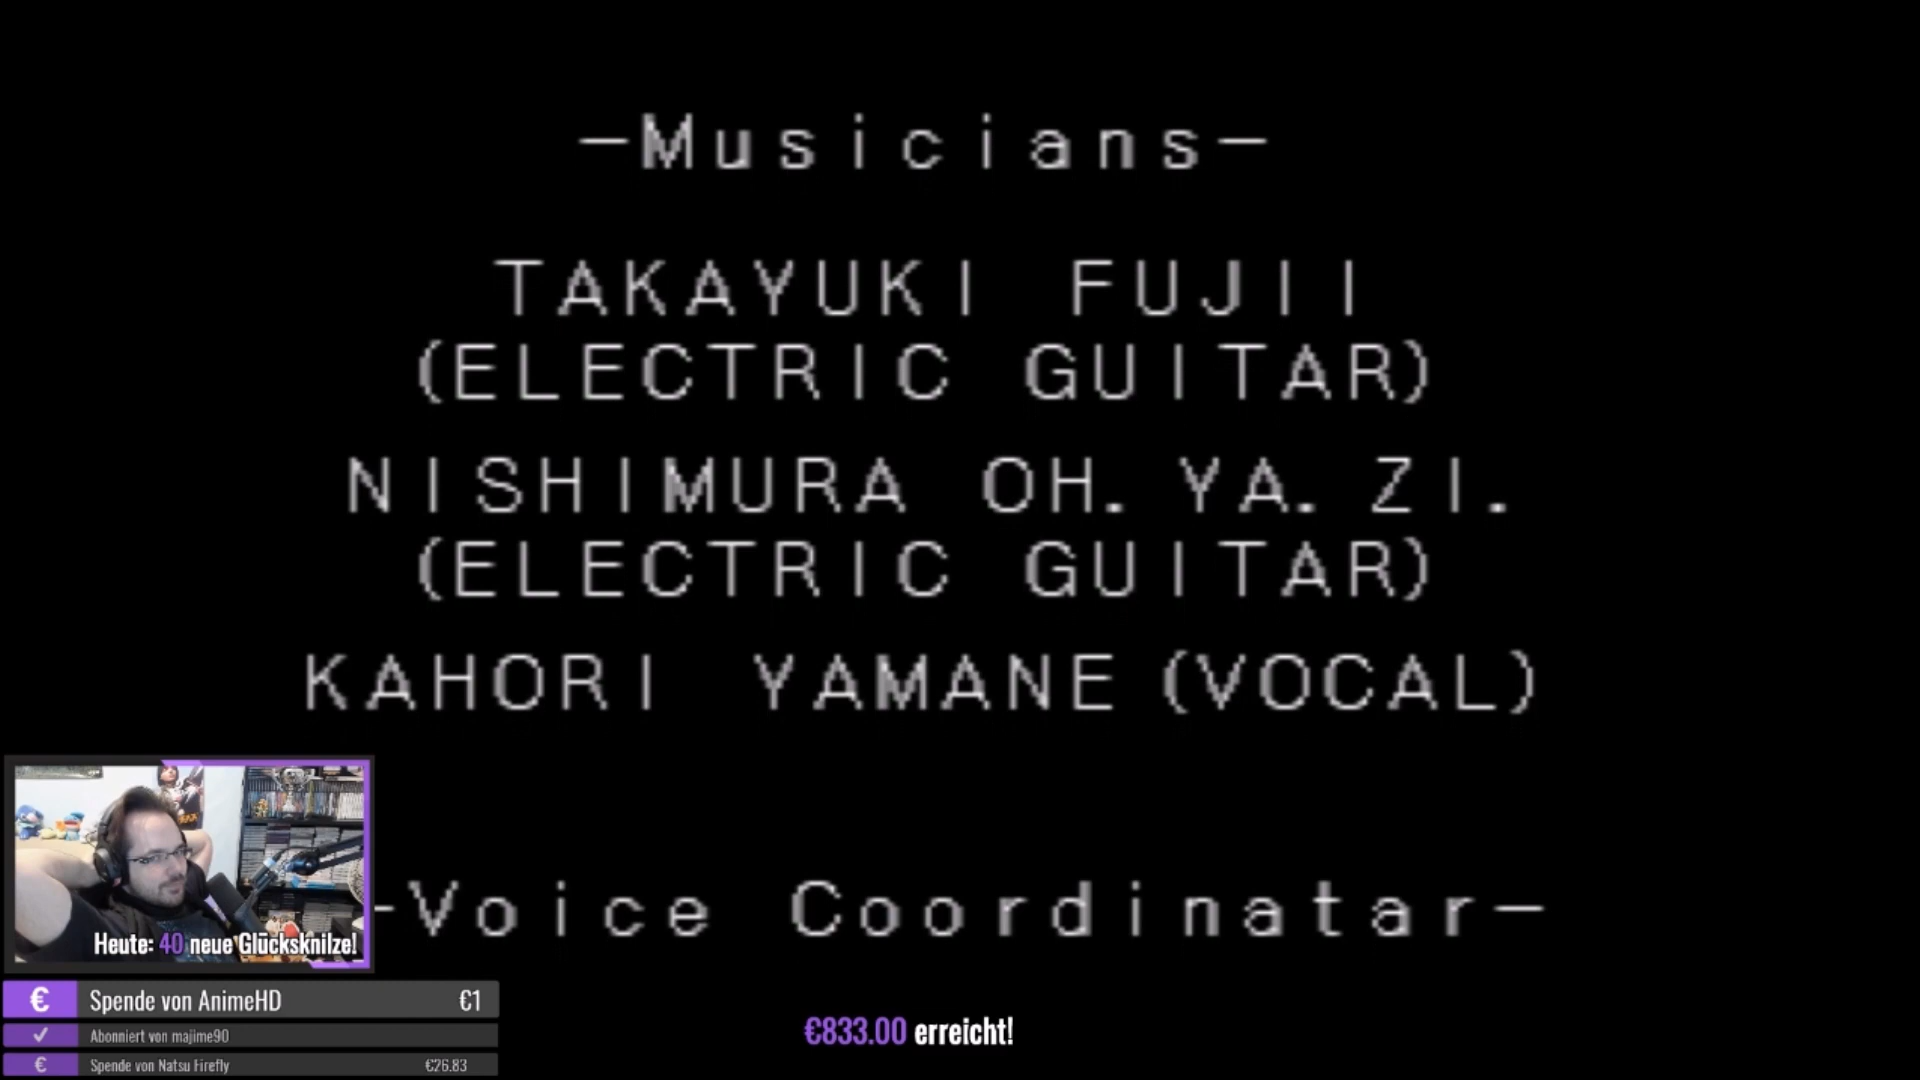 -Musicians-
TAKAYUKI FUJII
(ELECTRIC GUITAR)
NISHIMURA OH. YA. ZI.
(ELECTRIC GUITAR)
KAHORI YAMANE (VOCAL)
-Voice Coordinatar-
Heute: 40 neue Glücksknilze!
€ Spende von AnimeHD €1
Abonniert von majime90
€ Spende von Natsu Firefly €26.83
€833.00 erreicht!